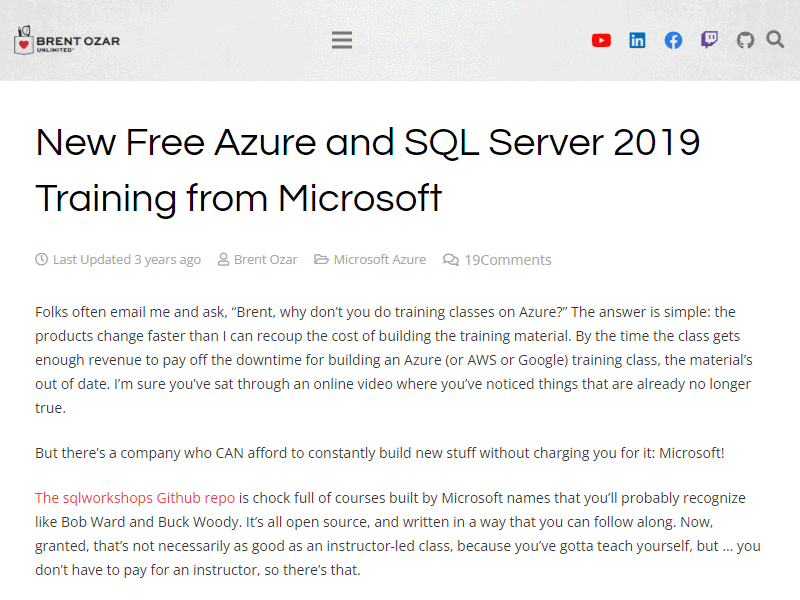 BRENT OZAR
UNLIMITED®
New Free Azure and SQL Server 2019
Training from Microsoft
Last Updated 3 years ago Brent Ozar Microsoft Azure 19Comments
Folks often email me and ask, “Brent, why don’t you do training classes on Azure?” The answer is simple: the
products change faster than I can recoup the cost of building the training material. By the time the class gets
enough revenue to pay off the downtime for building an Azure (or AWS or Google) training class, the material’s
out of date. I’m sure you’ve sat through an online video where you’ve noticed things that are already no longer
true.
But there’s a company who CAN afford to constantly build new stuff without charging you for it: Microsoft!
The sqlworkshops Github repo is chock full of courses built by Microsoft names that you’ll probably recognize
like Bob Ward and Buck Woody. It’s all open source, and written in a way that you can follow along. Now,
granted, that’s not necessarily as good as an instructor-led class, because you’ve gotta teach yourself, but … you
don’t have to pay for an instructor, so there’s that.